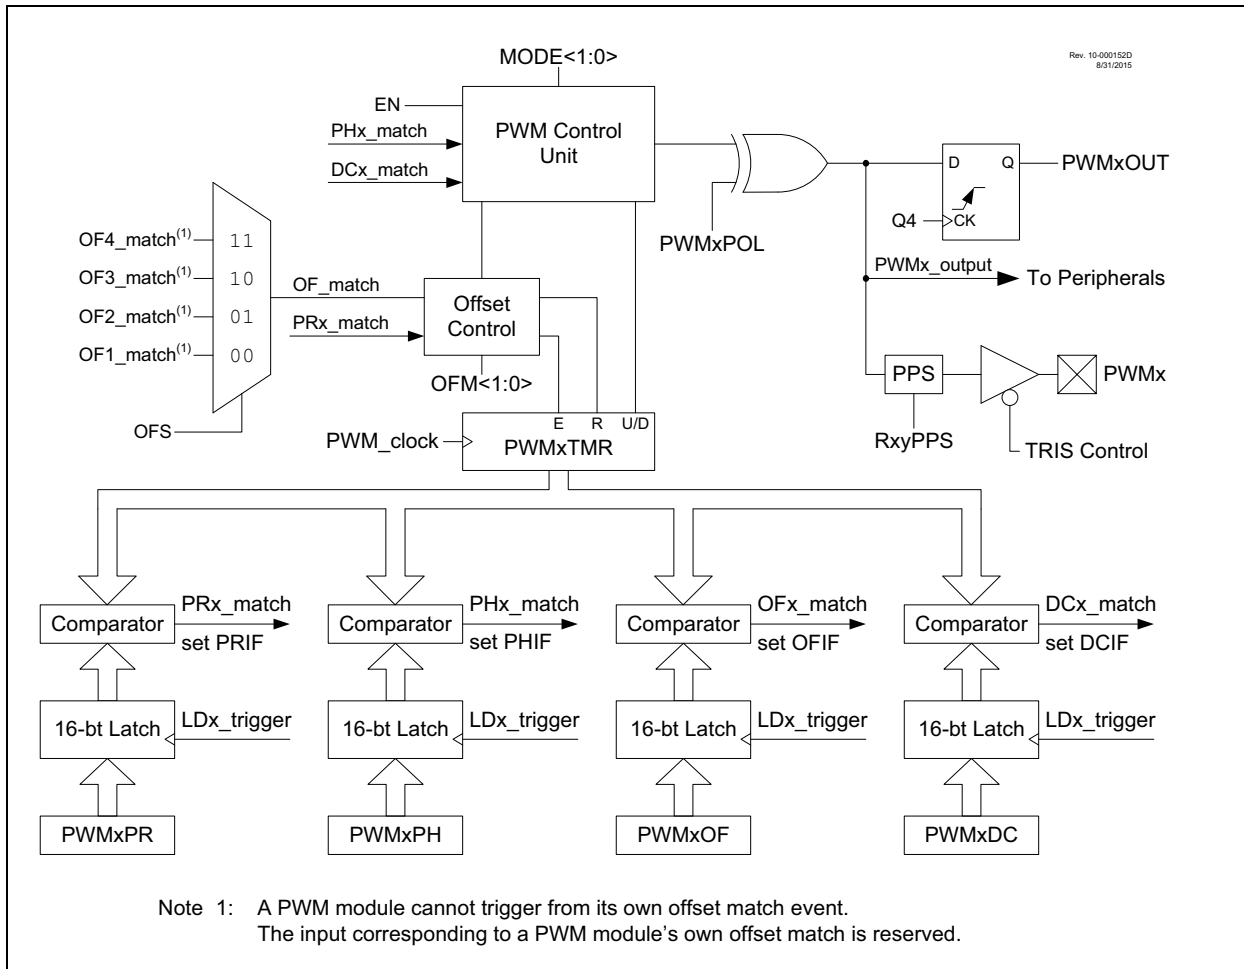 Rev. 10-000152D
8/31/2015
MODE<1:0>
EN
PHx_match
DCx_match
PWM Control
Unit
PWMxPOL
D Q
CK
Q4
PWMxOUT
PWMx_output
To Peripherals
OF4_match(1) 11
OF3_match(1) 10
OF2_match(1) 01
OF1_match(1) 00
OFS
OF_match
PRx_match
Offset
Control
OFM<1:0>
PPS
RxyPPS
PWMx
TRIS Control
E R U/D
PWM_clock
PWMxTMR
Comparator
PRx_match
set PRIF
Comparator
PHx_match
set PHIF
Comparator
OFx_match
set OFIF
Comparator
DCx_match
set DCIF
16-bt Latch
LDx_trigger
16-bt Latch
LDx_trigger
16-bt Latch
LDx_trigger
16-bt Latch
LDx_trigger
PWMxPR
PWMxPH
PWMxOF
PWMxDC
Note 1: A PWM module cannot trigger from its own offset match event.
The input corresponding to a PWM module's own offset match is reserved.